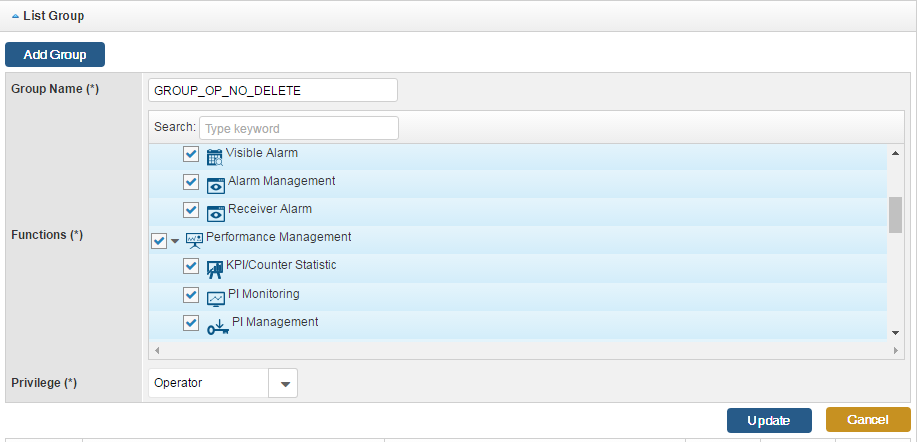 List Group
Add Group
Group Name (*)
GROUP_OP_NO_DELETE
Search: Type keyword
Visible Alarm
Alarm Management
Receiver Alarm
Functions (*)
Performance Management
KPI/Counter Statistic
PI Monitoring
PI Management
Privilege (*)
Operator
Update
Cancel